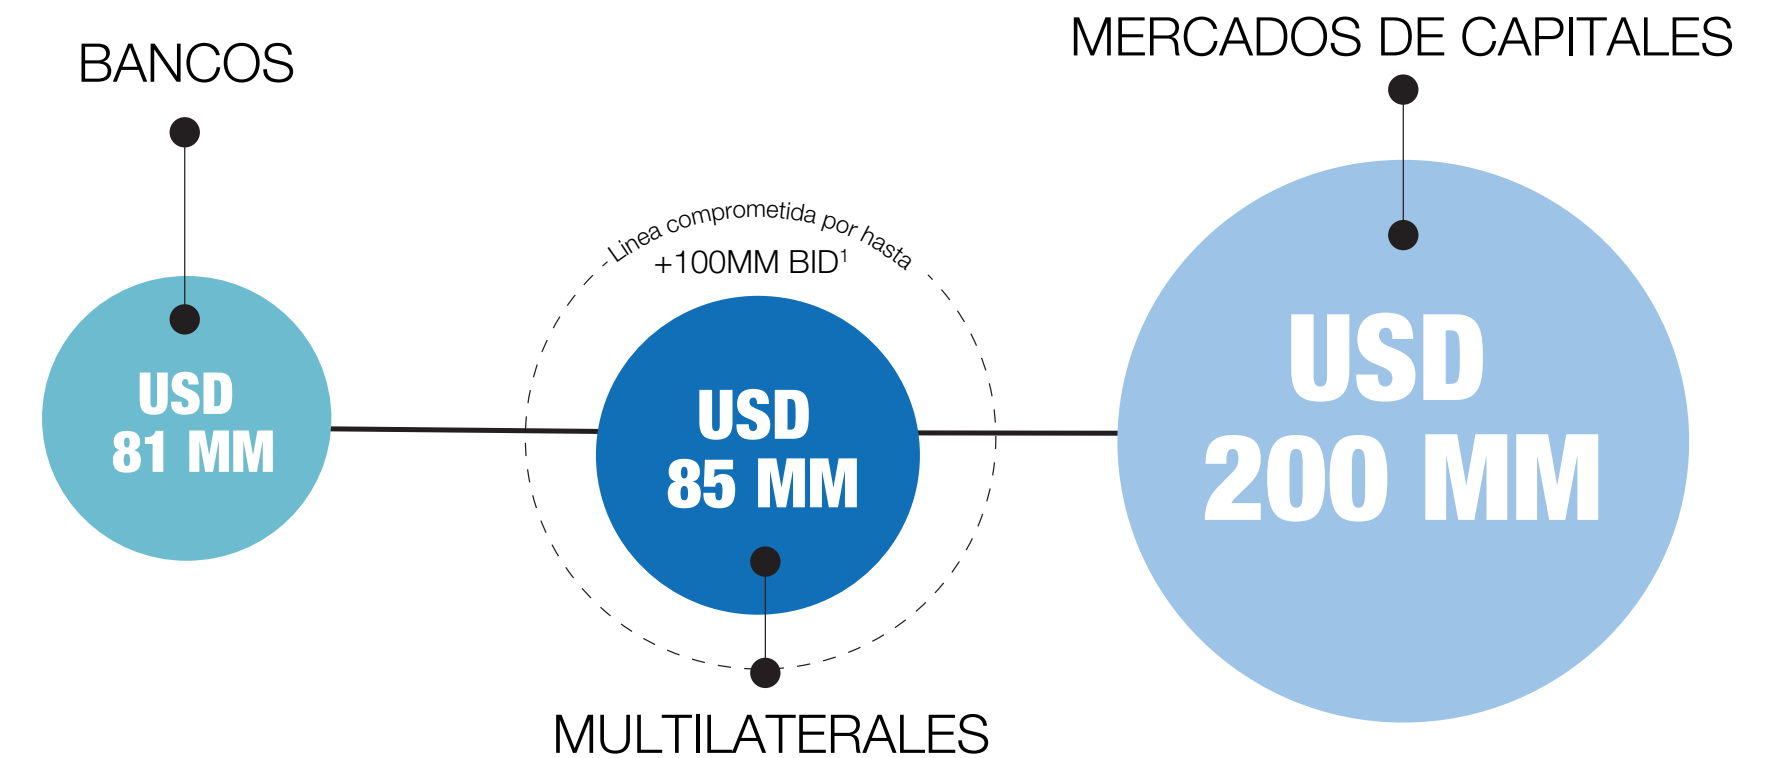 BANCOS
USD
81 MM
Linea comprometida por hasta
+100MM BID¹
USD
85 MM
MULTILATERALES
MERCADOS DE CAPITALES
USD
200 MM